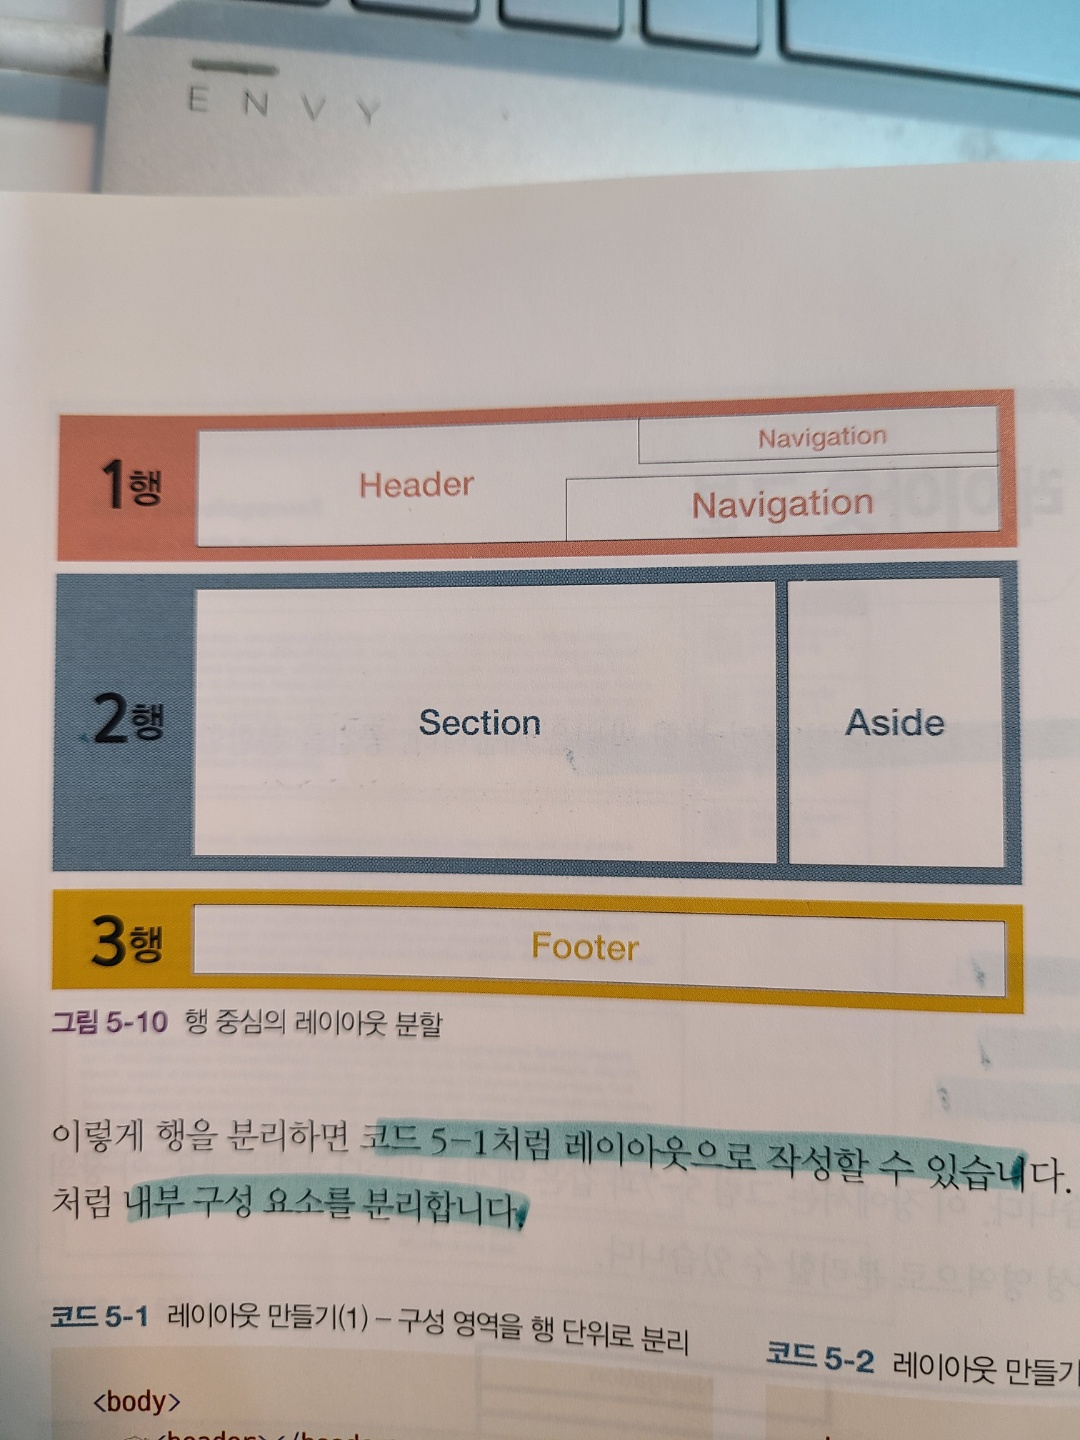 ENVY
1행
Header
Navigation
Navigation
2행
Section
Aside
3행
Footer
그림 5-10 행 중심의 레이아웃 분할
이렇게 행을 분리하면 코드 5-1처럼 레이아웃으로 작성할 수 있습니다.
처럼 내부 구성 요소를 분리합니다.
코드 5-1 레이아웃 만들기(1) – 구성 영역을 행 단위로 분리
코드 5-2 레이아웃 만들기
<body>